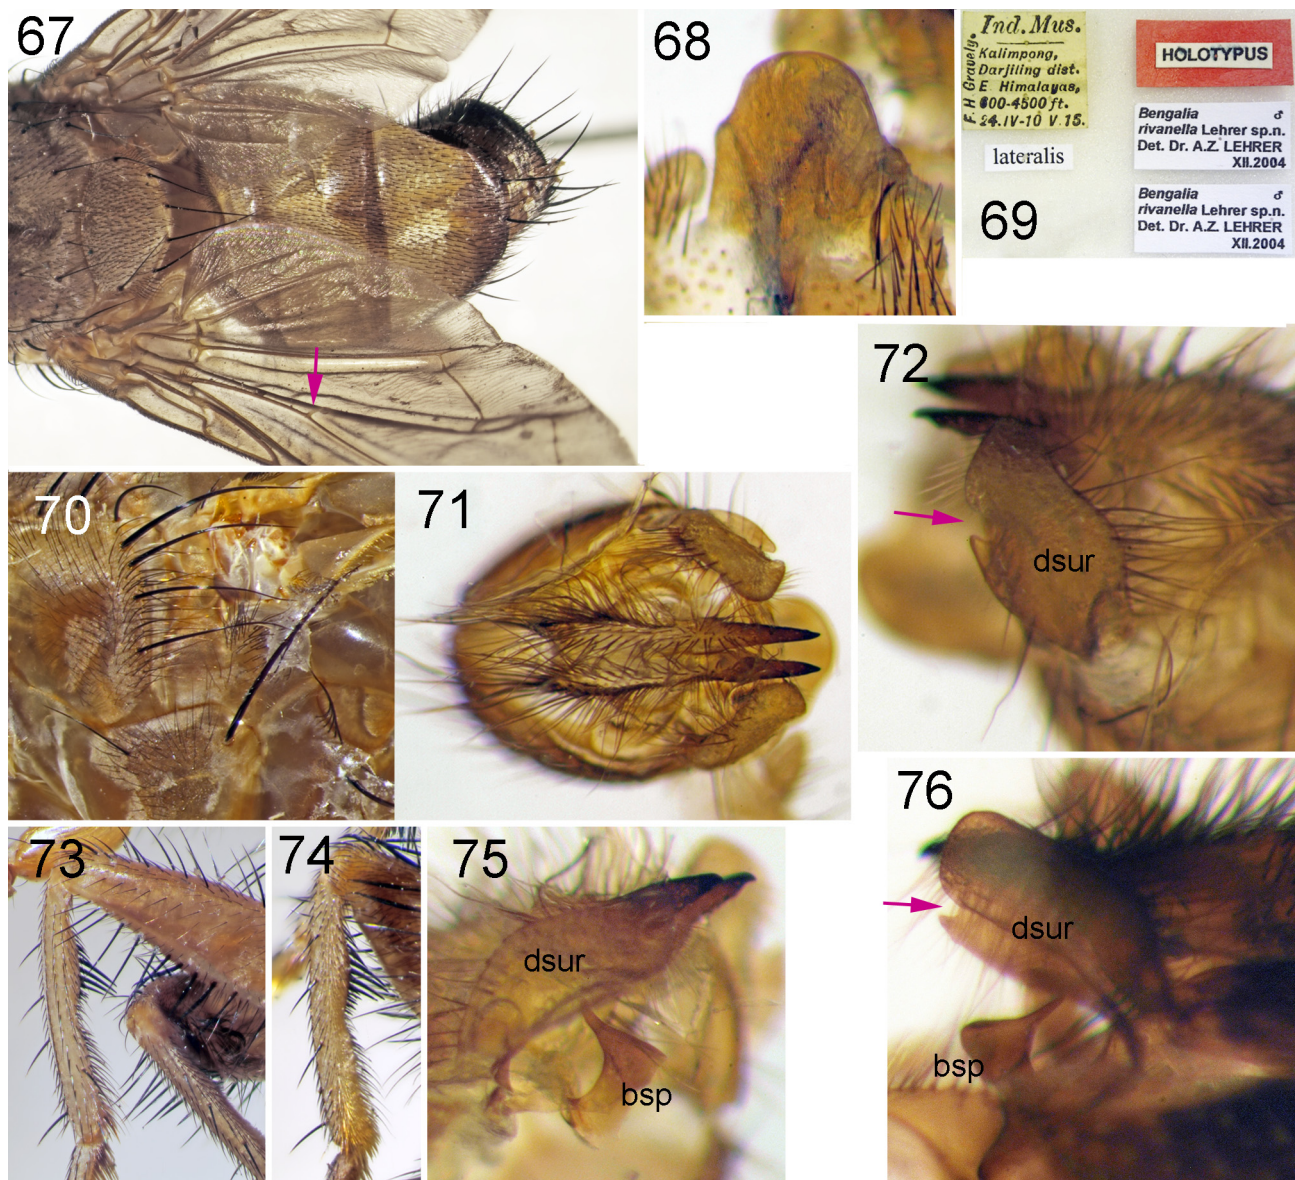 67
68
F. H. Gravely.
Ind. Mus.
Kalimpong,
Darjiling dist.
E. Himalayas,
600-4500 ft.
24.IV-10 V.15.
lateralis
69
HOLOTYPUS
Bengalia ♂
rivanella Lehrer sp.n.
Det. Dr. A.Z. LEHRER
XII.2004
Bengalia ♂
rivanella Lehrer sp.n.
Det. Dr. A.Z. LEHRER
XII.2004
70
71
72
dsur
73
74
75
dsur
bsp
76
dsur
bsp